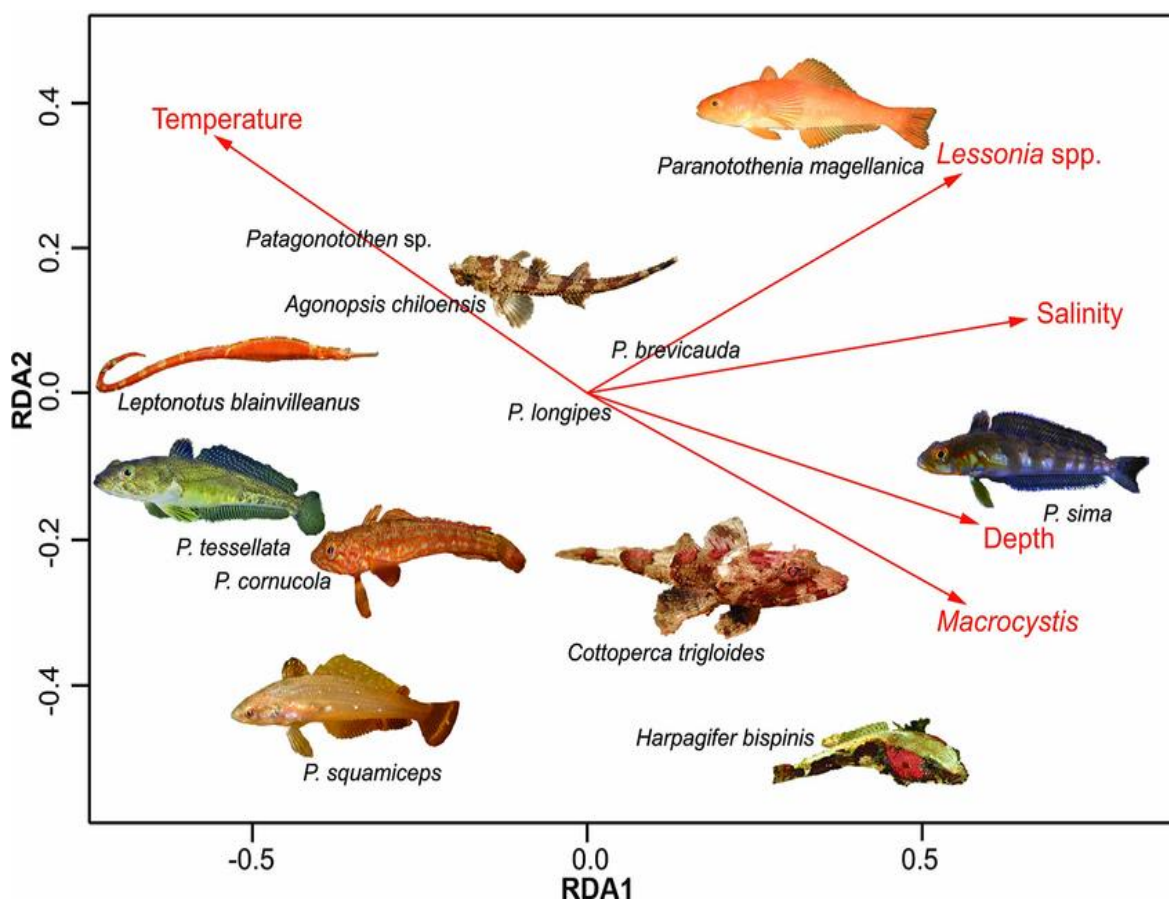 0.4
Temperature
Paranotothenia magellanica
Lessonia spp.
0.2
Patagonotothen sp.
Agonopsis chiloensis
Salinity
P. brevicauda
RDA2
0.0
Leptonotus blainvilleanus
P. longipes
P. sima
-0.2
P. tessellata
Depth
P. cornucola
Macrocystis
Cottoperca trigloides
-0.4
Harpagifer bispinis
P. squamiceps
-0.5
0.0
0.5
RDA1